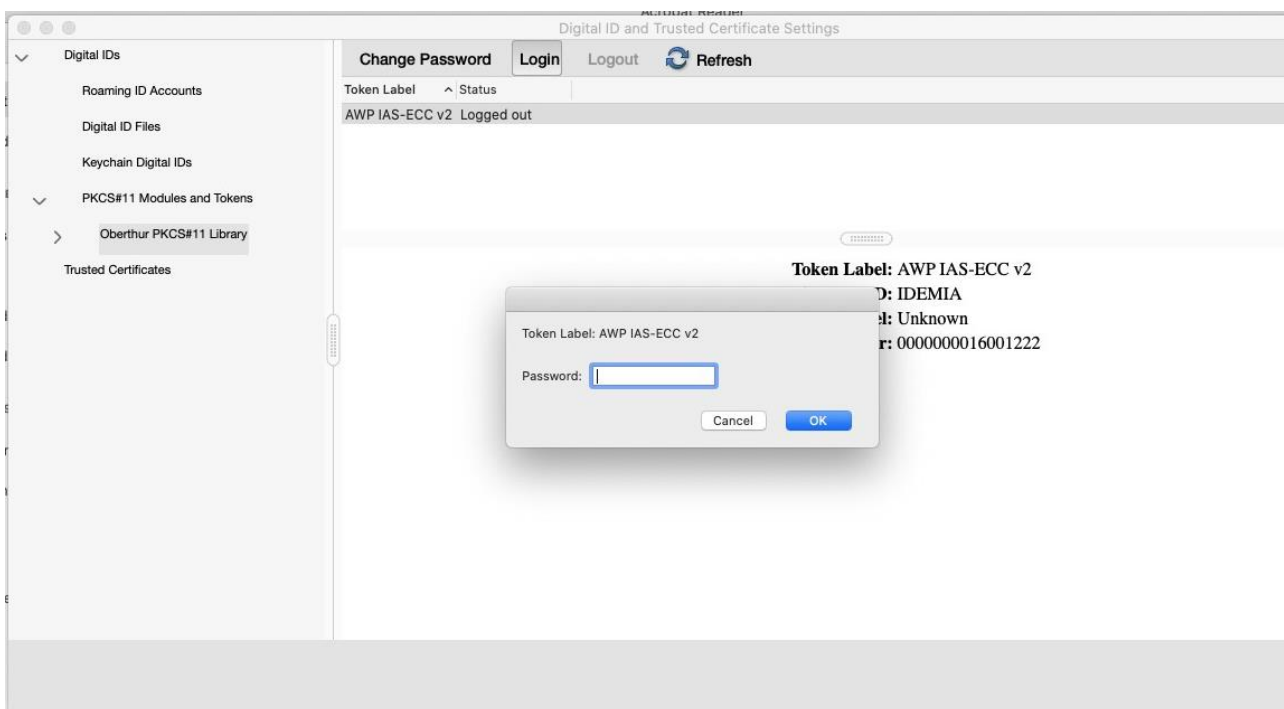 Acrobat Reader
Digital ID and Trusted Certificate Settings
Digital IDs
Roaming ID Accounts
Digital ID Files
Keychain Digital IDs
PKCS#11 Modules and Tokens
Oberthur PKCS#11 Library
Trusted Certificates
Change Password Login Logout Refresh
Token Label Status
AWP IAS-ECC v2 Logged out
Token Label: AWP IAS-ECC v2
D: IDEMIA
el: Unknown
r: 0000000016001222
Token Label: AWP IAS-ECC v2
Password:
Cancel OK